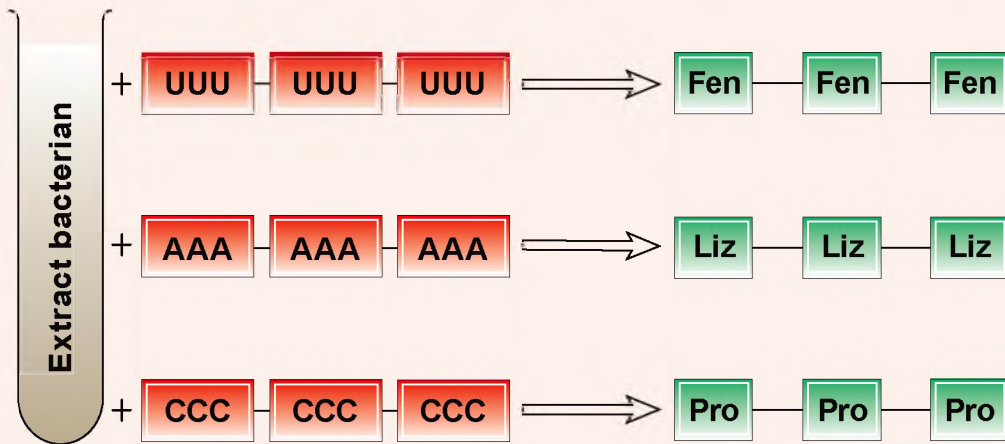 Extract bacterian
+ UUU UUU UUU Fen Fen Fen
+ AAA AAA AAA Liz Liz Liz
+ CCC CCC CCC Pro Pro Pro